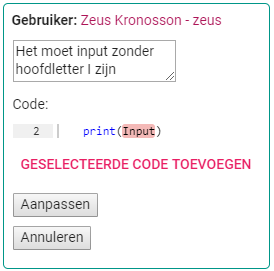 Gebruiker: Zeus Kronosson - zeus
Het moet input zonder
hoofdletter I zijn
Code:
2 print(Input)
GESELECTEERDE CODE TOEVOEGEN
Aanpassen
Annuleren